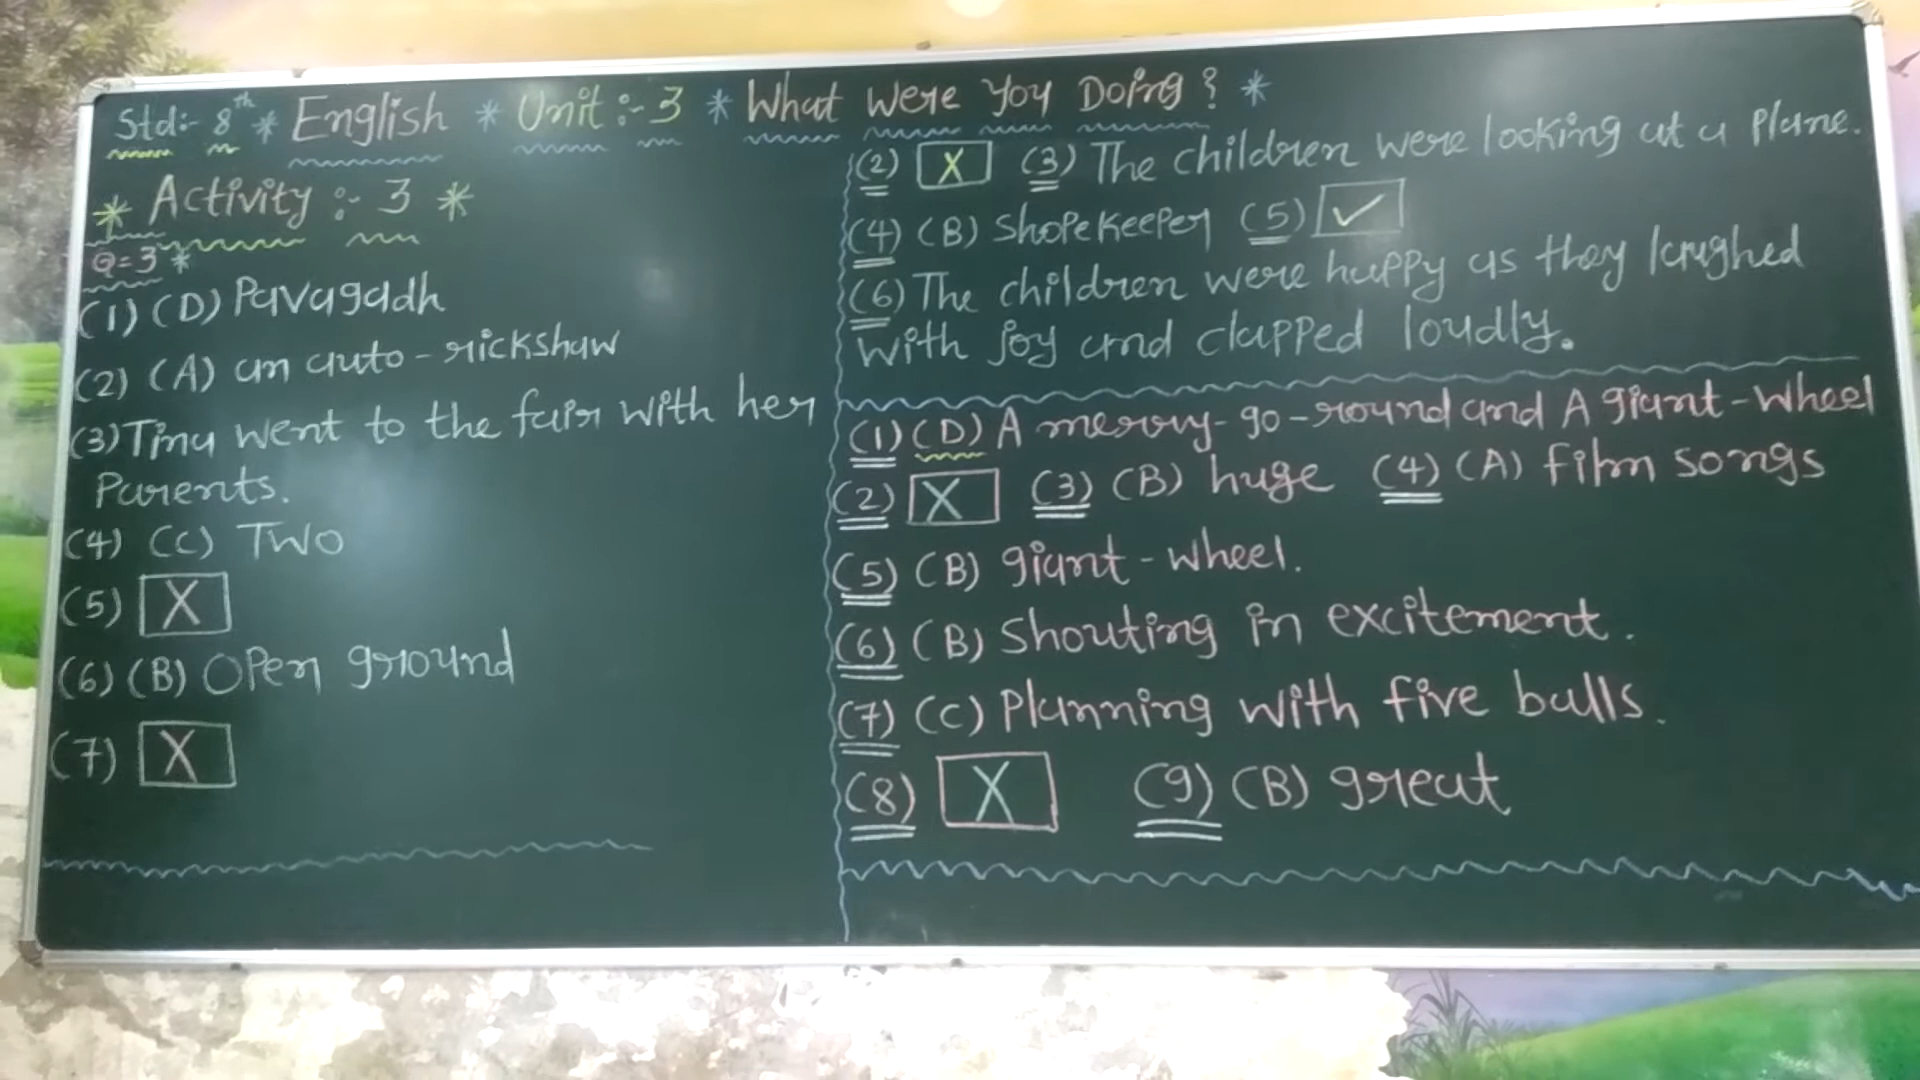 Std:- 8th * English * Unit :- 3 * What Were You Doing ? *
* Activity :- 3 *
Q=3 *
(1) (D) Pavagadh
(2) (A) an auto-rickshaw
(3) Tina went to the fair with her
Parents.
(4) (C) Two
(5) X
(6) (B) Open ground
(7) X
(2) X (3) The children were looking at a plane.
(4) (B) Shopekeeper (5) ✓
(6) The children were happy as they laughed
with joy and clapped loudly.
(1) (D) A merry-go-round and A giant-wheel
(2) X (3) (B) huge (4) (A) film songs
(5) (B) giant-wheel.
(6) (B) Shouting in excitement.
(7) (C) Planning with five balls.
(8) X (9) (B) great